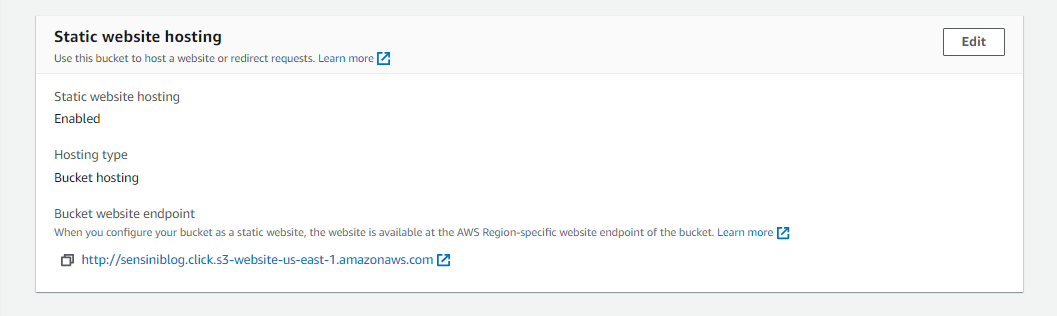 Static website hosting
Edit
Use this bucket to host a website or redirect requests. Learn more
Static website hosting
Enabled
Hosting type
Bucket hosting
Bucket website endpoint
When you configure your bucket as a static website, the website is available at the AWS Region-specific website endpoint of the bucket. Learn more
http://sensiniblog.click.s3-website-us-east-1.amazonaws.com